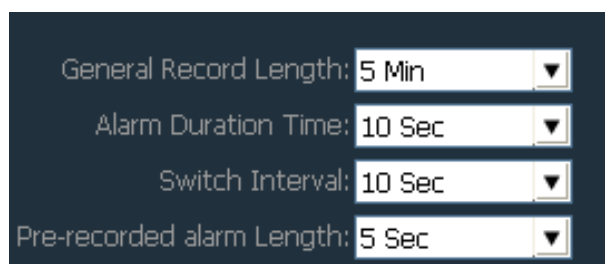 General Record Length: 5 Min
Alarm Duration Time: 10 Sec
Switch Interval: 10 Sec
Pre-recorded alarm Length: 5 Sec